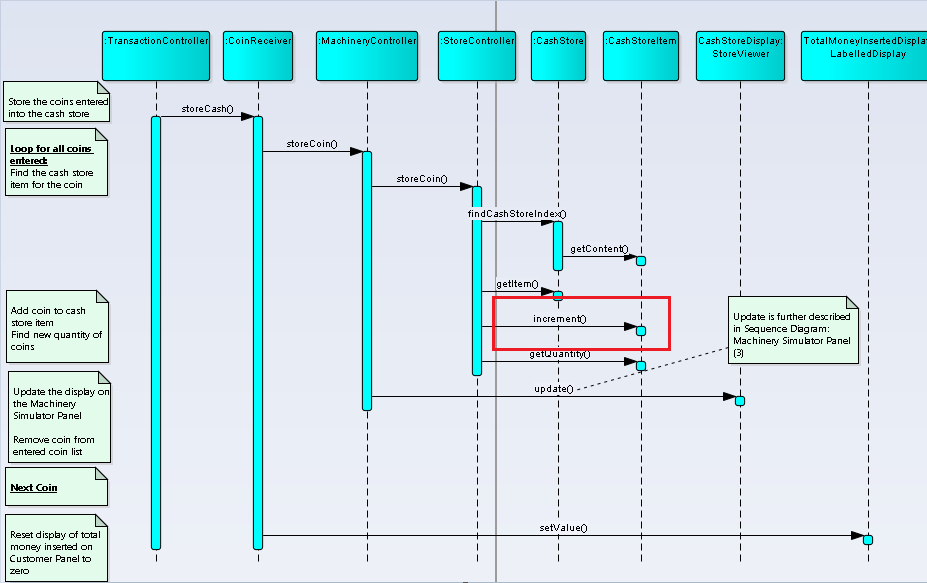 :TransactionController
:CoinReceiver
:MachineryController
:StoreController
:CashStore
:CashStoreItem
CashStoreDisplay:
StoreViewer
TotalMoneyInsertedDispla
LabelledDisplay
Store the coins entered
into the cash store
storeCash()
Loop for all coins
entered:
Find the cash store
item for the coin
storeCoin()
storeCoin()
findCashStoreIndex()
getContent()
getItem()
Add coin to cash
store item
Find new quantity of
coins
increment()
Update is further described
in Sequence Diagram:
Machinery Simulator Panel
(3)
getQuantity()
Update the display on
the Machinery
Simulator Panel
Remove coin from
entered coin list
update()
Next Coin
Reset display of total
money inserted on
Customer Panel to
zero
setValue()